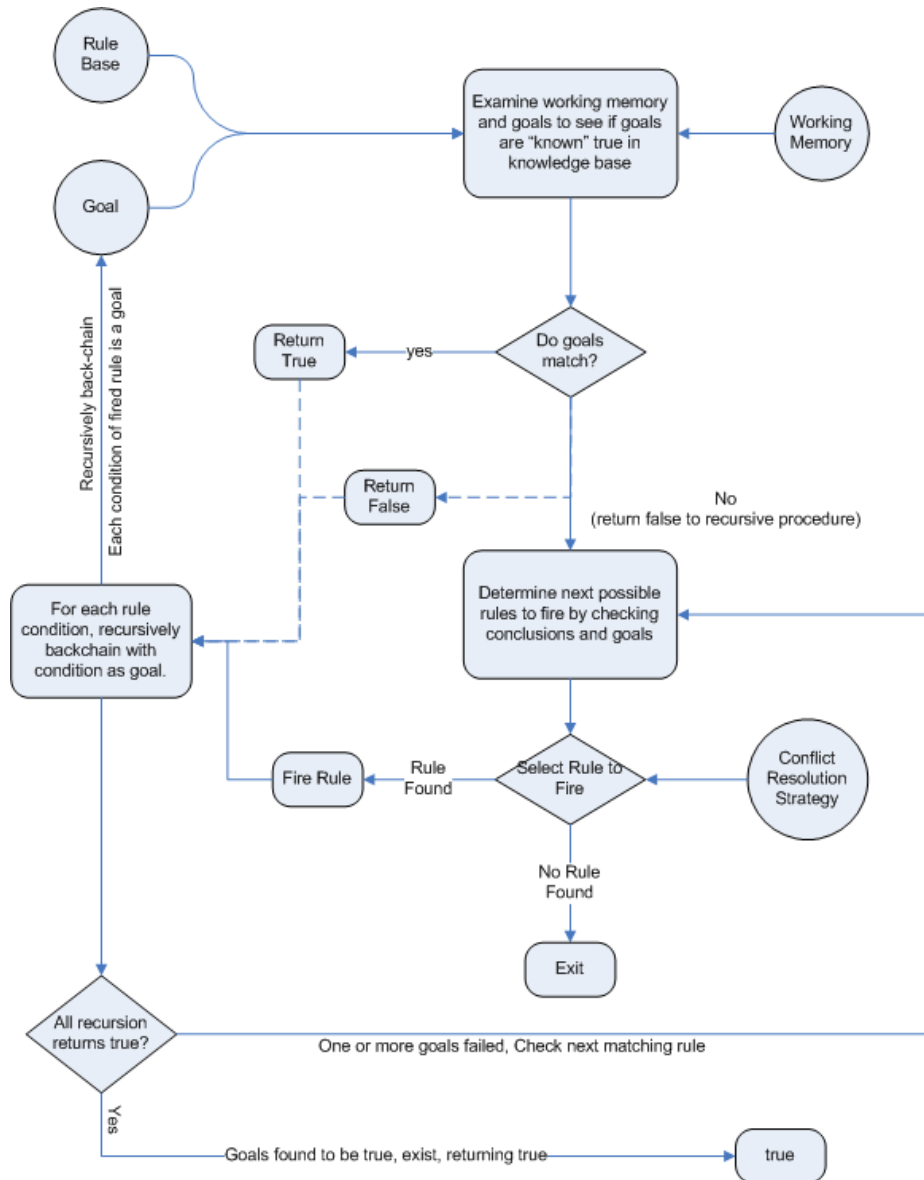 Rule
Base
Examine working memory
and goals to see if goals
are “known” true in
knowledge base
Working
Memory
Goal
Recursively back-chain
Each condition of fired rule is a goal
Return
True
yes
Do goals
match?
Return
False
No
(return false to recursive procedure)
For each rule
condition, recursively
backchain with
condition as goal.
Determine next possible
rules to fire by checking
conclusions and goals
Fire Rule
Rule
Found
Select Rule to
Fire
Conflict
Resolution
Strategy
No Rule
Found
Exit
All recursion
returns true?
One or more goals failed, Check next matching rule
Yes
Goals found to be true, exist, returning true
true